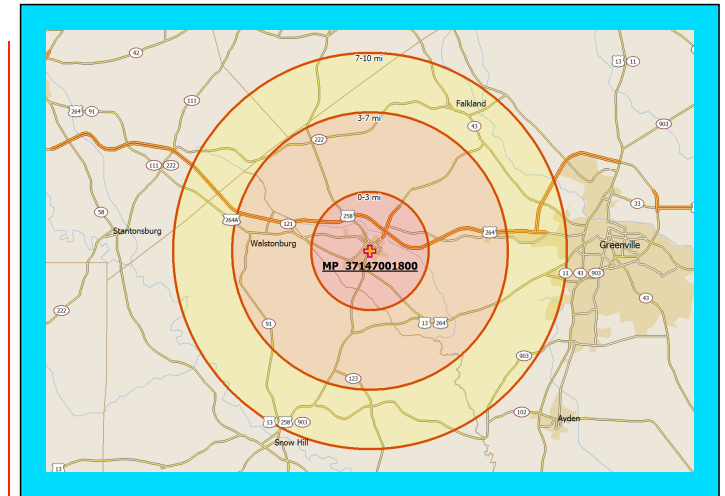 42
7-10 mi
13
11
111
264
91
Falkland
3-7 mi
43
903
222
111
222
0-3 mi
33
58
264A
121
258
264
Stantonsburg
Walstonburg
Greenville
MP_37147001800
11
43
903
43
222
91
13
264
903
123
102
13
258
903
Ayden
Snow Hill
13